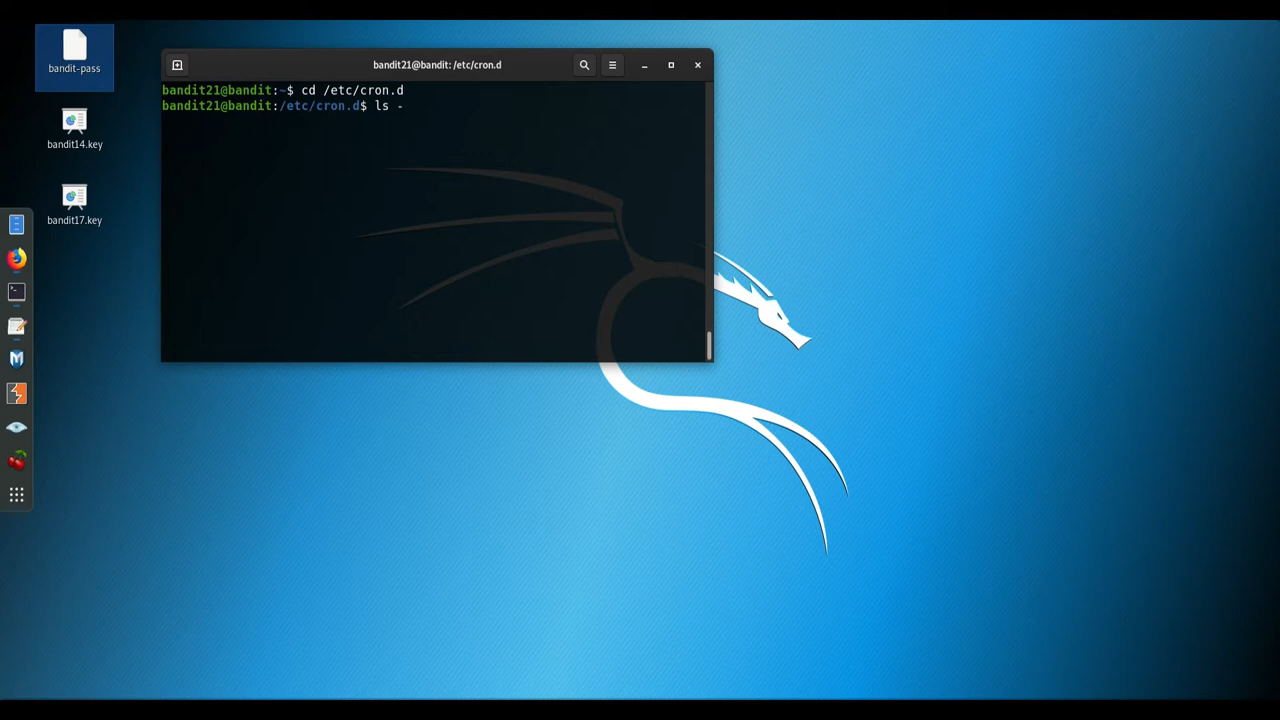 bandit-pass
bandit14.key
bandit17.key
bandit21@bandit: /etc/cron.d
bandit21@bandit:~$ cd /etc/cron.d
bandit21@bandit:/etc/cron.d$ ls -